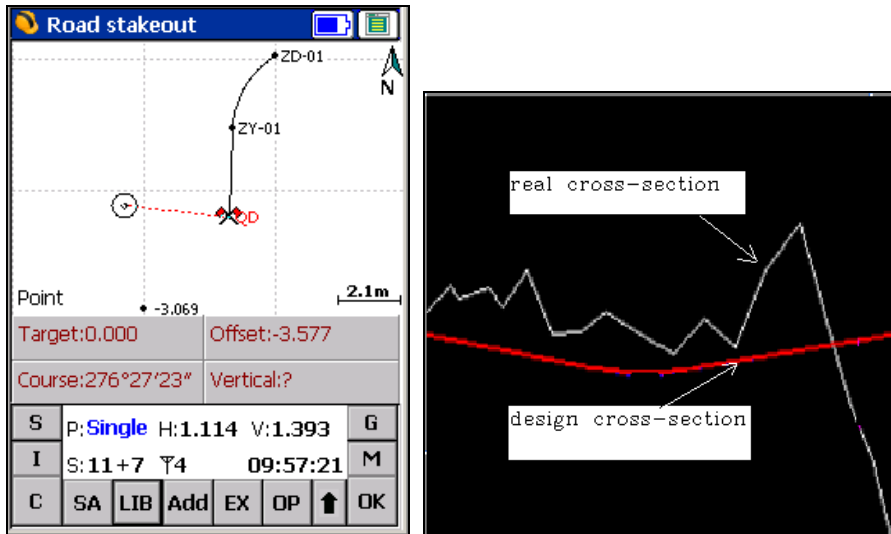 Road stakeout
ZD-01
N
ZY-01
QD
2.1m
Point
-3.069
Target:0.000 Offset:-3.577
Course:276°27'23" Vertical:?
S P:Single H:1.114 V:1.393 G
I S:11+7 4 09:57:21 M
C SA LIB Add EX OP OK
real cross-section
design cross-section